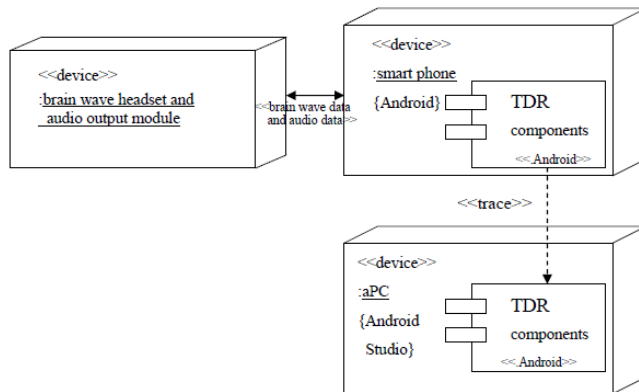 <<device>>
:brain wave headset and
audio output module
<<brain wave data
and audio data>>
<<device>>
:smart phone
{Android}
TDR
components
<<.Android>>
<<trace>>
<<device>>
:aPC
{Android
Studio}
TDR
components
<<.Android>>